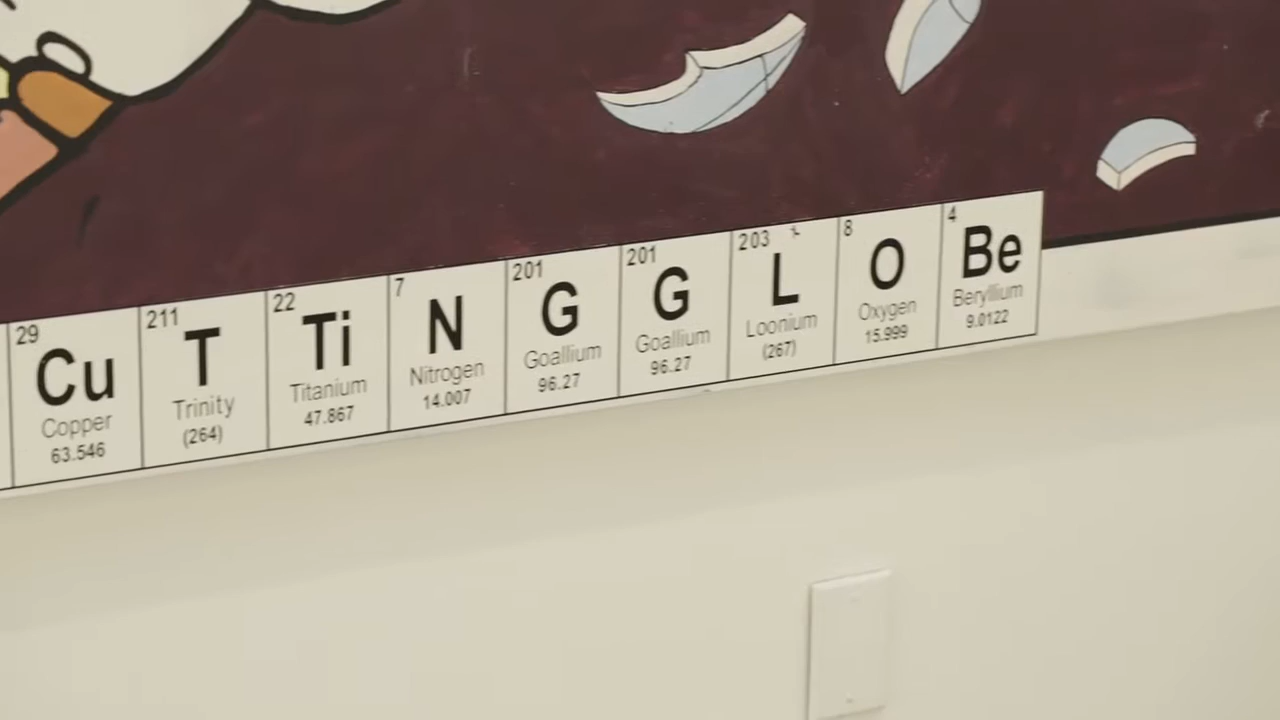 29 211 22 7 201 201 203 8 4
Cu T Ti N G G L O Be
Copper Trinity Titanium Nitrogen Goallium Goallium Loonium Oxygen Beryllium
63.546 (264) 47.867 14.007 96.27 96.27 (267) 15.999 9.0122